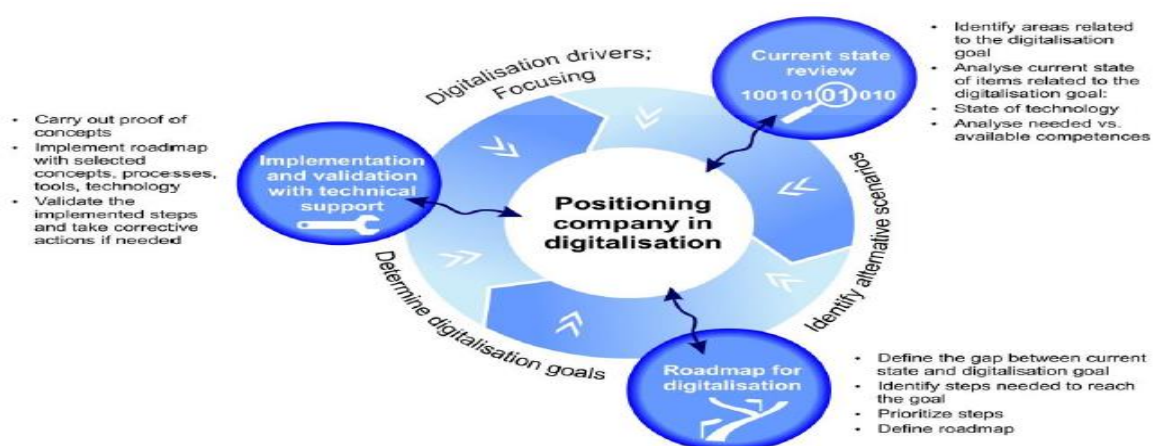 Digitalisation drivers;
Focusing
Current state
review
100101 01 010
• Identify areas related
to the digitalisation
goal
• Analyse current state
of items related to the
digitalisation goal:
• State of technology
• Analyse needed vs.
available competences
• Carry out proof of
concepts
• Implement roadmap
with selected
concepts, processes,
tools, technology
• Validate the
implemented steps
and take corrective
actions if needed
Implementation
and validation
with technical
support
Positioning
company in
digitalisation
Identify alternative scenarios
Determine digitalisation goals
Roadmap for
digitalisation
• Define the gap between current
state and digitalisation goal
• Identify steps needed to reach
the goal
• Prioritize steps
• Define roadmap